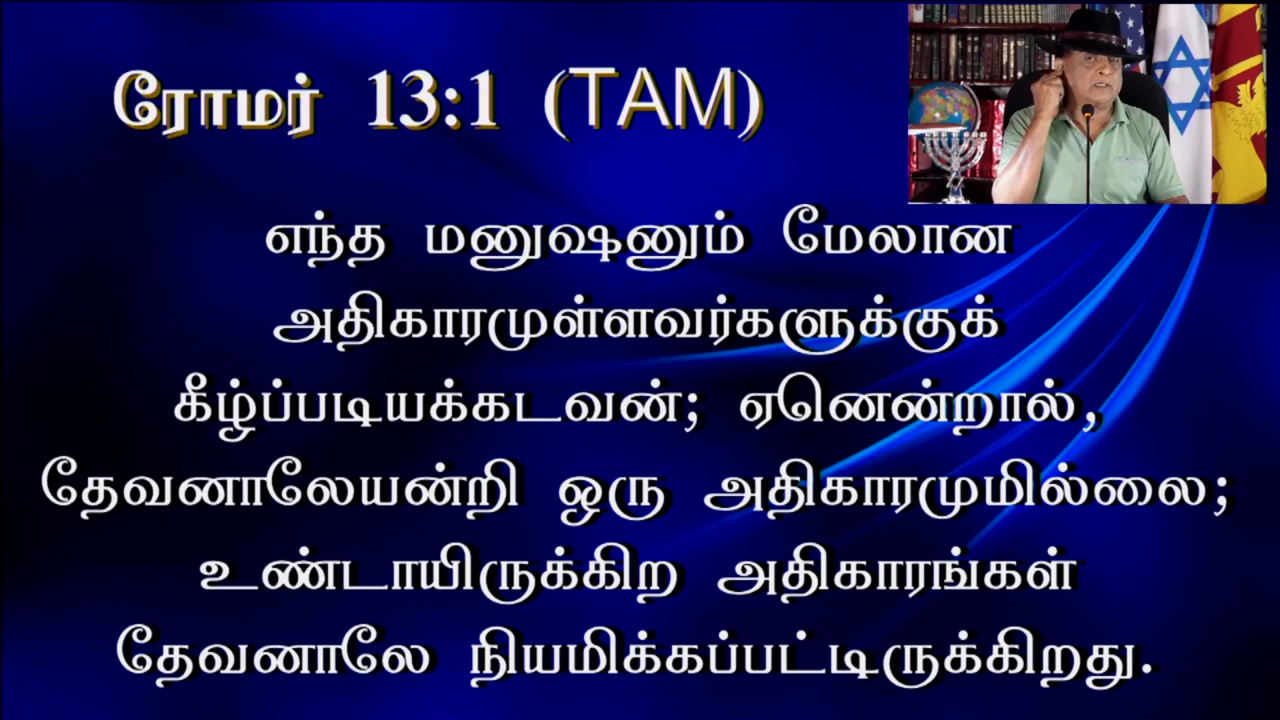 ரோமர் 13:1 (TAM)
எந்த மனுஷனும் மேலான
அதிகாரமுள்ளவர்களுக்குக்
கீழ்ப்படியக்கடவன்; ஏனென்றால்,
தேவனாலேயன்றி ஒரு அதிகாரமுமில்லை;
உண்டாயிருக்கிற அதிகாரங்கள்
தேவனாலே நியமிக்கப்பட்டிருக்கிறது.